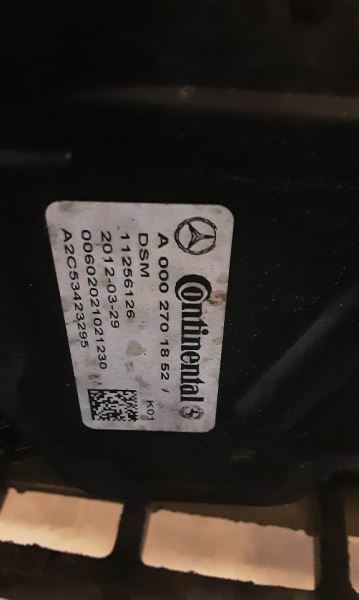 Continental
A 000 270 18 52 /
DSM K01
11256126
2012-03-29
00602021021230
A2C53423295